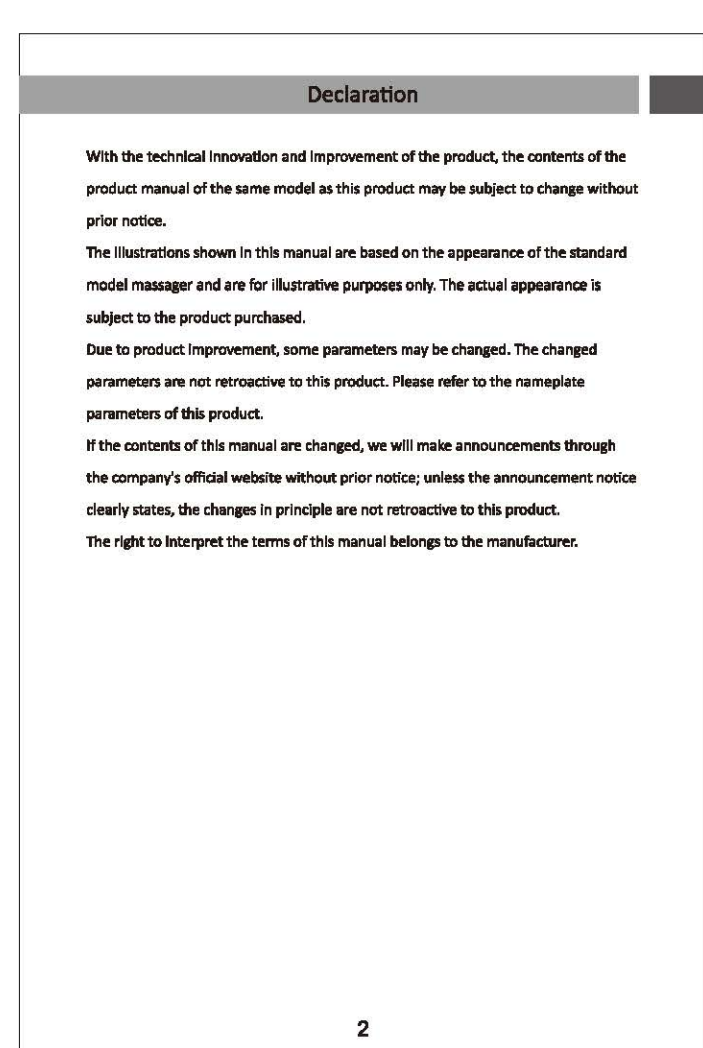 Declaration
With the technical innovation and improvement of the product, the contents of the
product manual of the same model as this product may be subject to change without
prior notice.
The illustrations shown in this manual are based on the appearance of the standard
model massager and are for illustrative purposes only. The actual appearance is
subject to the product purchased.
Due to product improvement, some parameters may be changed. The changed
parameters are not retroactive to this product. Please refer to the nameplate
parameters of this product.
If the contents of this manual are changed, we will make announcements through
the company's official website without prior notice; unless the announcement notice
clearly states, the changes in principle are not retroactive to this product.
The right to interpret the terms of this manual belongs to the manufacturer.
2